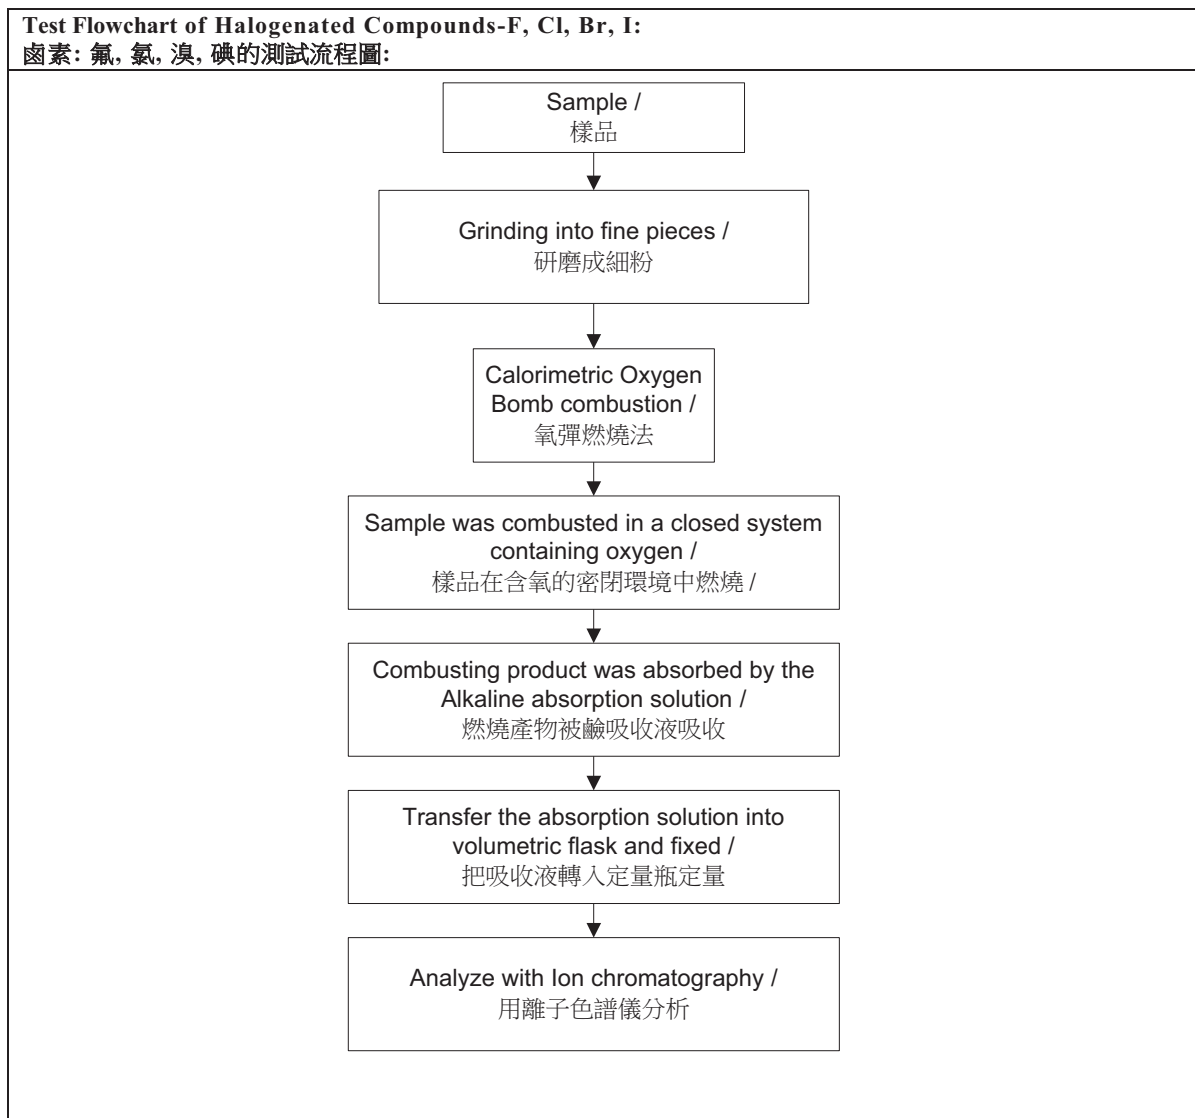 Test Flowchart of Halogenated Compounds-F, Cl, Br, I:
鹵素: 氟, 氯, 溴, 碘的測試流程圖:
Sample /
樣品
Grinding into fine pieces /
研磨成細粉
Calorimetric Oxygen
Bomb combustion /
氧彈燃燒法
Sample was combusted in a closed system
containing oxygen /
樣品在含氧的密閉環境中燃燒 /
Combusting product was absorbed by the
Alkaline absorption solution /
燃燒產物被鹼吸收液吸收
Transfer the absorption solution into
volumetric flask and fixed /
把吸收液轉入定量瓶定量
Analyze with Ion chromatography /
用離子色譜儀分析